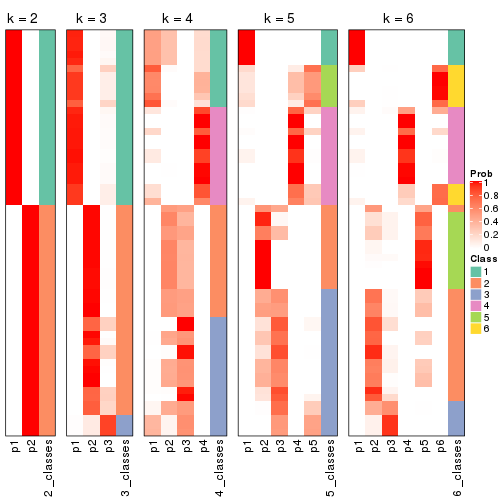 k = 2
k = 3
k = 4
k = 5
k = 6
p1
p2
2_classes
p1
p2
p3
3_classes
p1
p2
p3
p4
4_classes
p1
p2
p3
p4
p5
5_classes
p1
p2
p3
p4
p5
p6
6_classes
Prob
1
0.8
0.6
0.4
0.2
0
Class
1
2
3
4
5
6